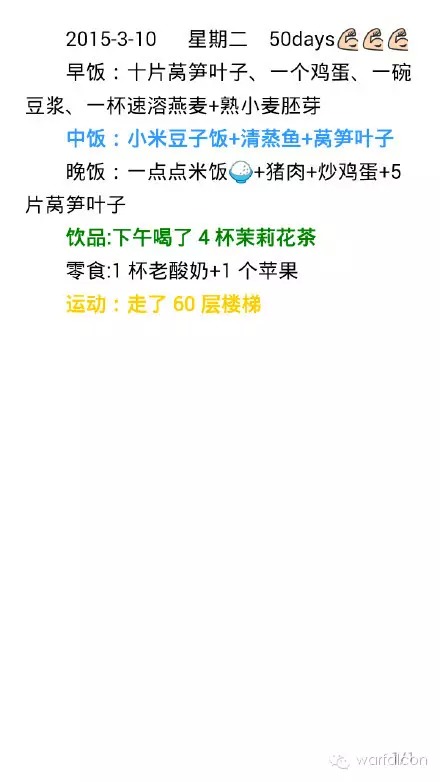 2015-3-10 星期二 50days💪💪💪
早饭：十片莴笋叶子、一个鸡蛋、一碗
豆浆、一杯速溶燕麦+熟小麦胚芽
中饭：小米豆子饭+清蒸鱼+莴笋叶子
晚饭：一点点米饭🍚+猪肉+炒鸡蛋+5
片莴笋叶子
饮品:下午喝了 4 杯茉莉花茶
零食:1 杯老酸奶+1 个苹果
运动：走了 60 层楼梯
1/1